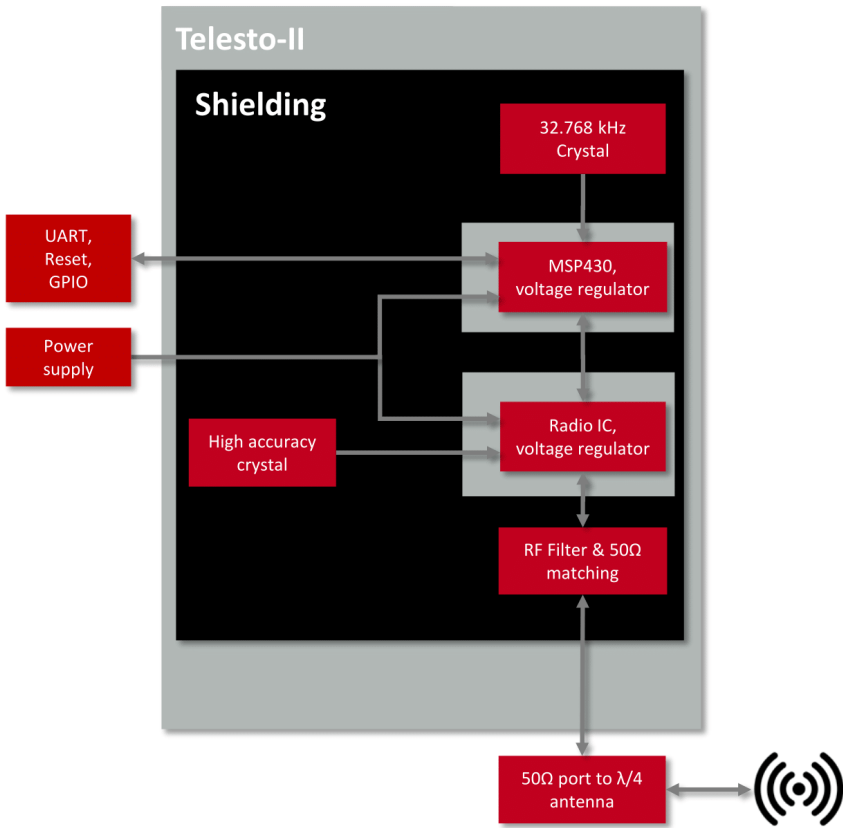 Telesto-II
Shielding
32.768 kHz
Crystal
UART,
Reset,
GPIO
MSP430,
voltage regulator
Power
supply
High accuracy
crystal
Radio IC,
voltage regulator
RF Filter & 50Ω
matching
50Ω port to λ/4
antenna